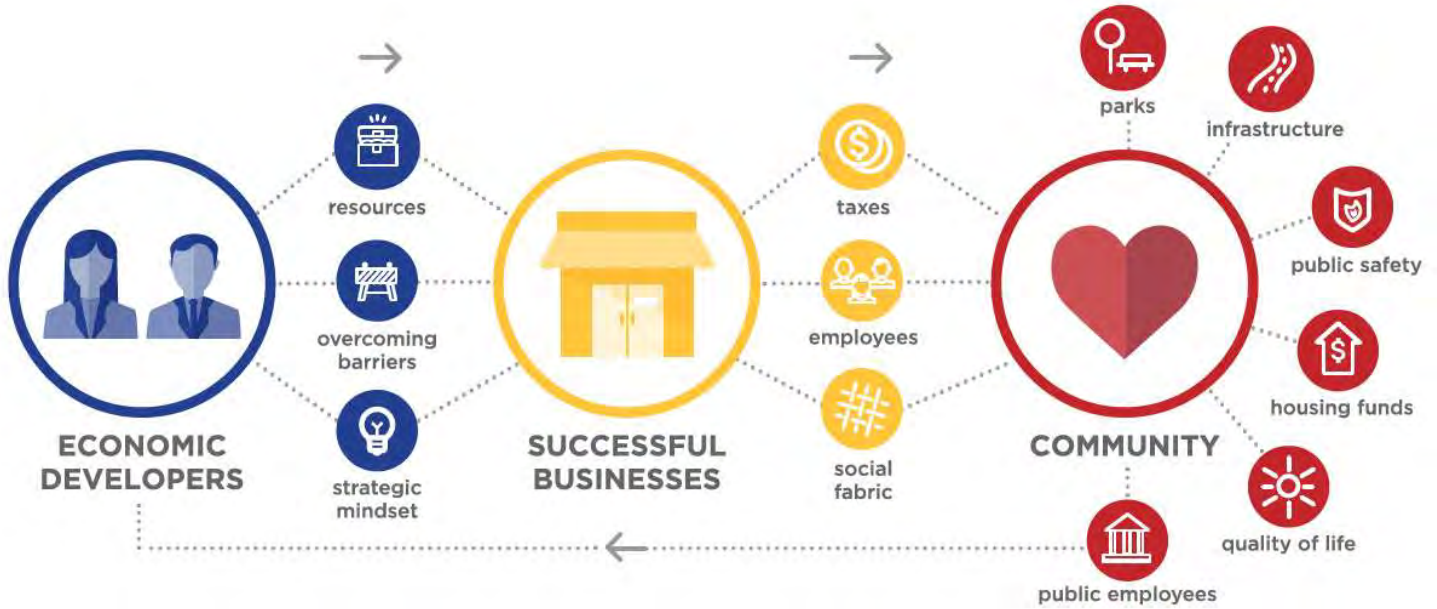 resources
overcoming
barriers
strategic
mindset
ECONOMIC
DEVELOPERS
SUCCESSFUL
BUSINESSES
taxes
employees
social
fabric
COMMUNITY
parks
infrastructure
public safety
housing funds
quality of life
public employees